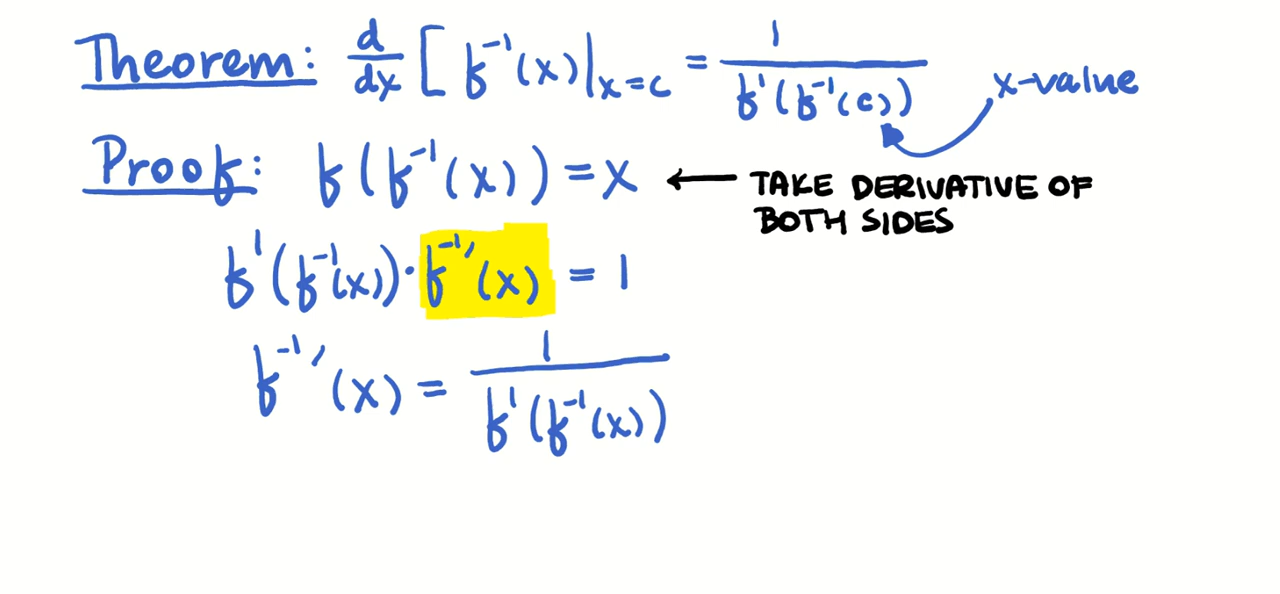 Theorem: d/dx [ f⁻¹(x)|ₓ₌c = 1 / f'(f⁻¹(c))
x-value
Proof: f(f⁻¹(x)) = x ← TAKE DERIVATIVE OF
BOTH SIDES
f'(f⁻¹(x)) · f⁻¹'(x) = 1
f⁻¹'(x) = 1 / f'(f⁻¹(x))